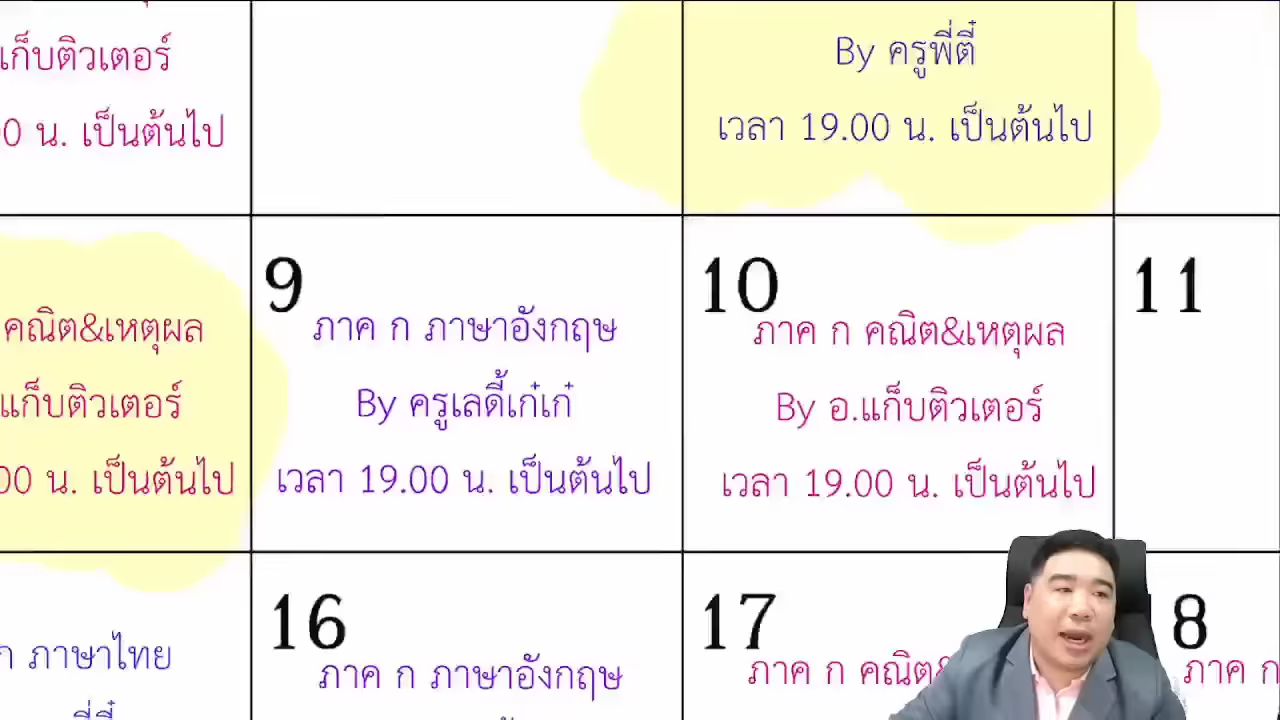 เก็บติวเตอร์
00 น. เป็นต้นไป
By ครูพี่ตี๋
เวลา 19.00 น. เป็นต้นไป
คณิต&เหตุผล
แก็บติวเตอร์
00 น. เป็นต้นไป
9
ภาค ก ภาษาอังกฤษ
By ครูเลดี้เก๋เก๋
เวลา 19.00 น. เป็นต้นไป
10
ภาค ก คณิต&เหตุผล
By อ.แก็บติวเตอร์
เวลา 19.00 น. เป็นต้นไป
11
ก ภาษาไทย
16
ภาค ก ภาษาอังกฤษ
17
ภาค ก คณิต&
8
ภาค ก